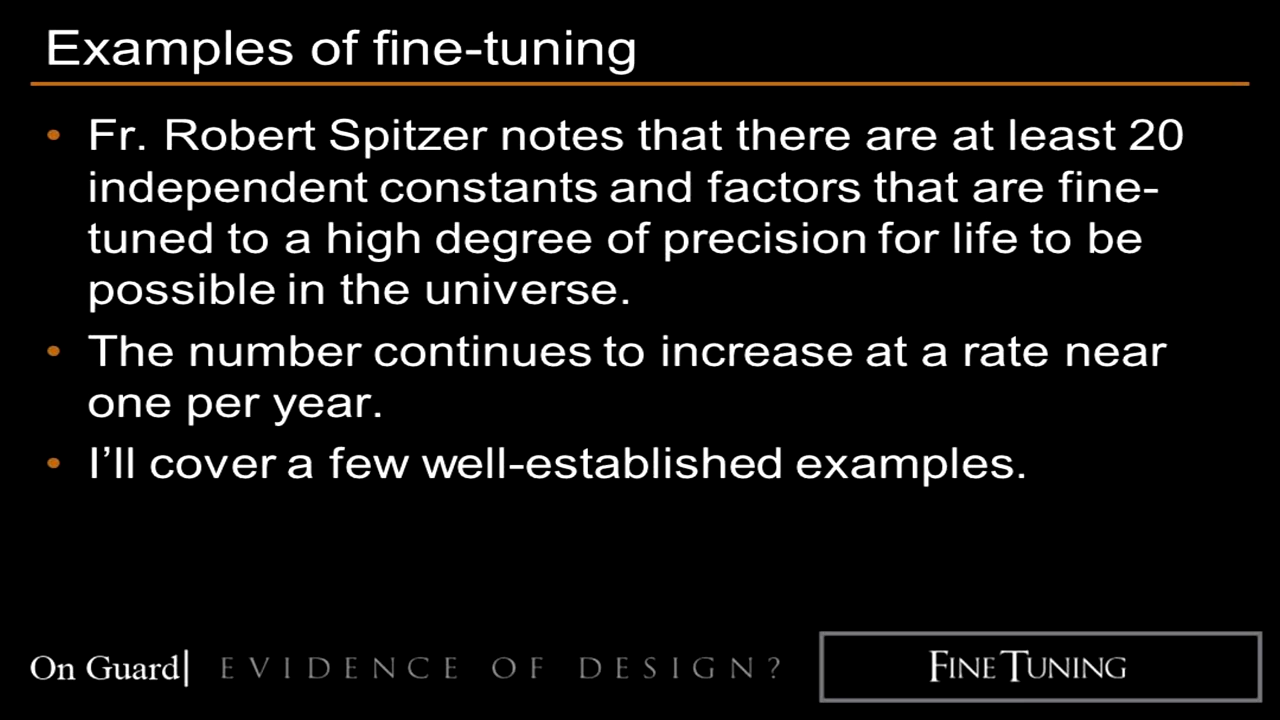 Examples of fine-tuning
• Fr. Robert Spitzer notes that there are at least 20
independent constants and factors that are fine-
tuned to a high degree of precision for life to be
possible in the universe.
• The number continues to increase at a rate near
one per year.
• I’ll cover a few well-established examples.
On Guard| EVIDENCE OF DESIGN? FINE TUNING